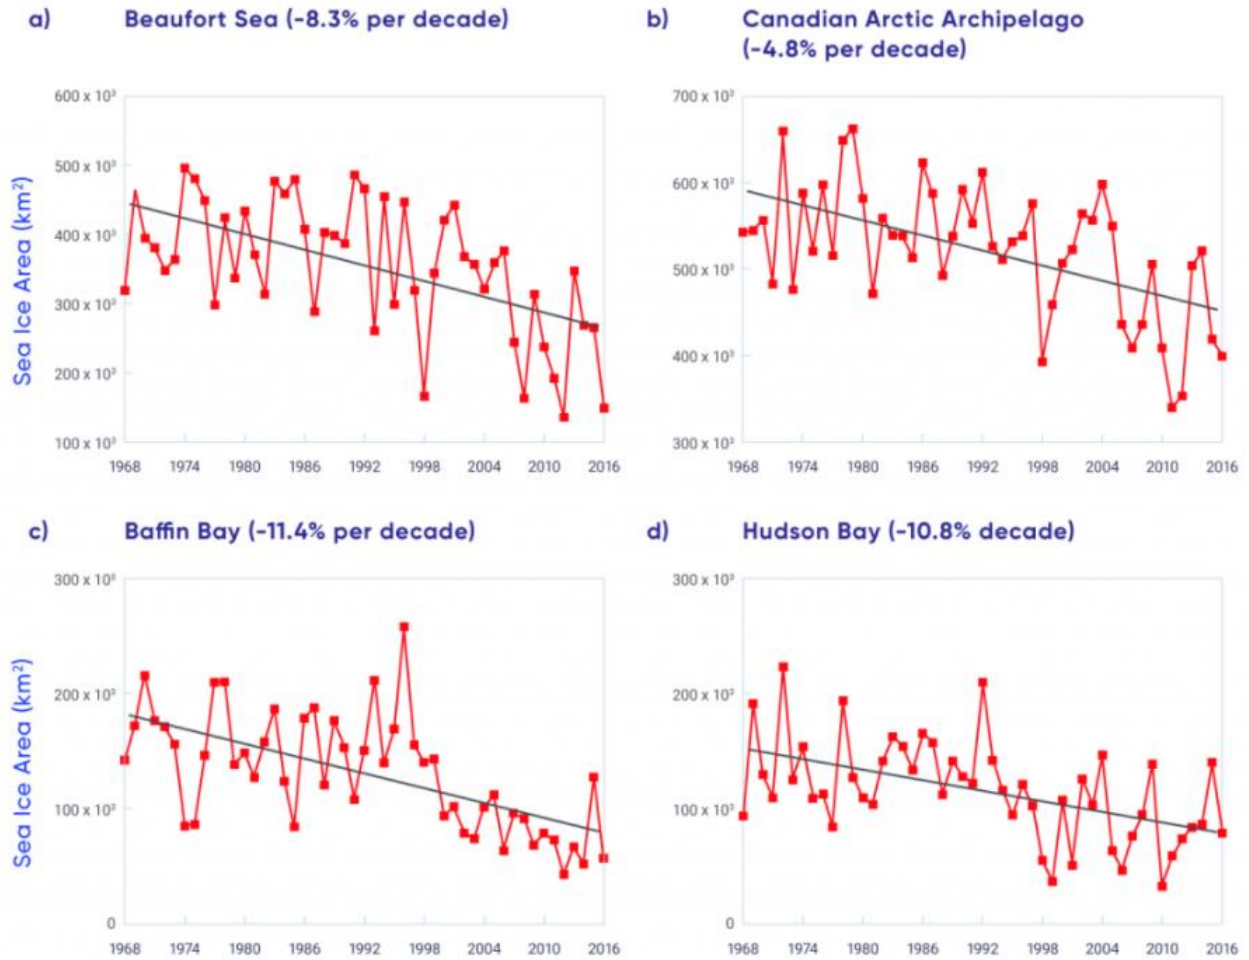 a) Beaufort Sea (-8.3% per decade)
b) Canadian Arctic Archipelago
(-4.8% per decade)
Sea Ice Area (km²)
600 x 10³
500 x 10³
400 x 10³
300 x 10³
200 x 10³
100 x 10³
1968 1974 1980 1986 1992 1998 2004 2010 2016
700 x 10³
600 x 10³
500 x 10³
400 x 10³
300 x 10³
1968 1974 1980 1986 1992 1998 2004 2010 2016
c) Baffin Bay (-11.4% per decade)
d) Hudson Bay (-10.8% decade)
Sea Ice Area (km²)
300 x 10³
200 x 10³
100 x 10³
0
1968 1974 1980 1986 1992 1998 2004 2010 2016
300 x 10³
200 x 10³
100 x 10³
0
1968 1974 1980 1986 1992 1998 2004 2010 2016